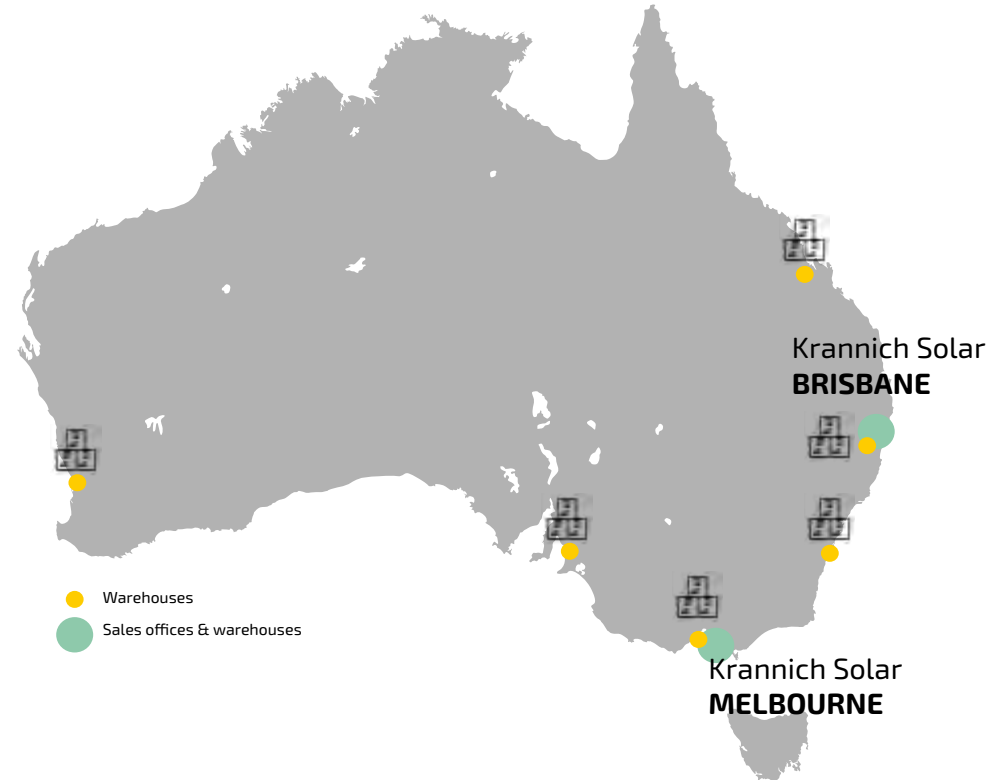 Krannich Solar
BRISBANE
Warehouses
Sales offices & warehouses
Krannich Solar
MELBOURNE